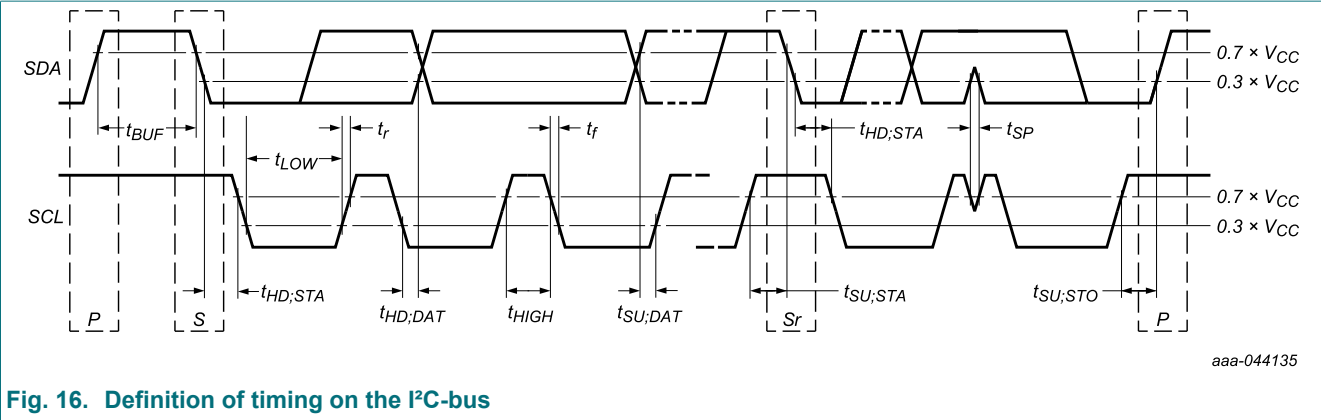 SDA
0.7 × VCC
0.3 × VCC
tBUF
tr
tf
tHD;STA
tSP
tLOW
SCL
0.7 × VCC
0.3 × VCC
tHD;STA
tHD;DAT
tHIGH
tSU;DAT
tSU;STA
tSU;STO
P
S
Sr
P
aaa-044135
Fig. 16. Definition of timing on the I²C-bus